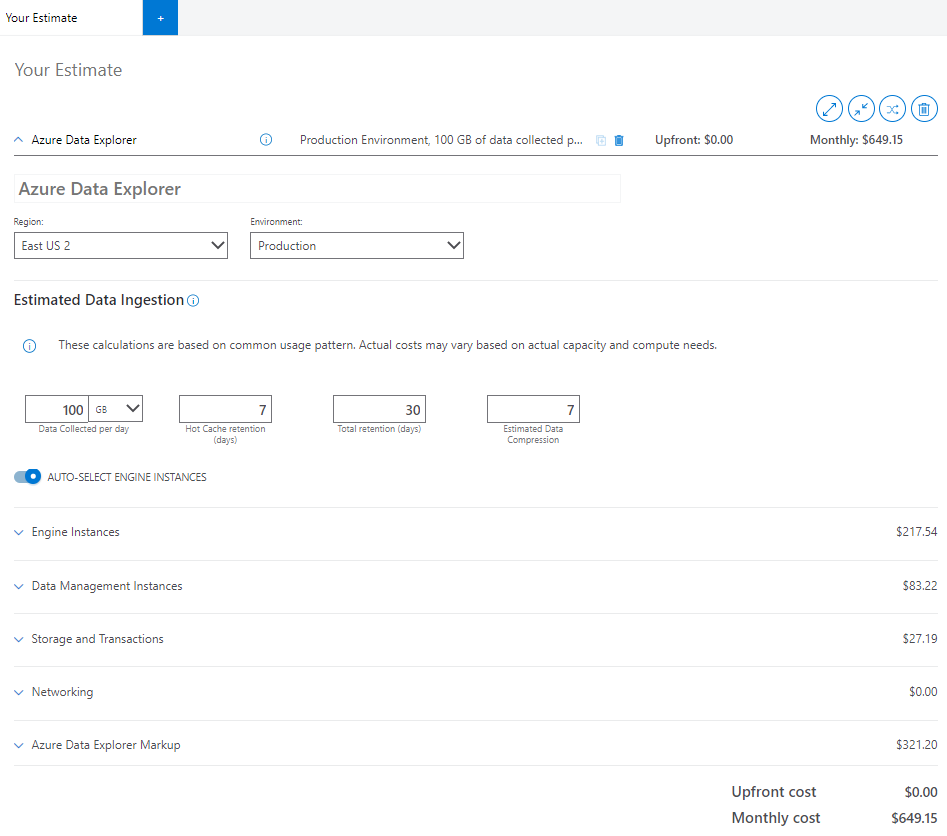 Your Estimate
+
Your Estimate
Azure Data Explorer
Production Environment, 100 GB of data collected p...
Upfront: $0.00
Monthly: $649.15
Azure Data Explorer
Region:
Environment:
East US 2
Production
Estimated Data Ingestion
These calculations are based on common usage pattern. Actual costs may vary based on actual capacity and compute needs.
100 GB
7
30
7
Data Collected per day
Hot Cache retention
(days)
Total retention (days)
Estimated Data
Compression
AUTO-SELECT ENGINE INSTANCES
Engine Instances $217.54
Data Management Instances $83.22
Storage and Transactions $27.19
Networking $0.00
Azure Data Explorer Markup $321.20
Upfront cost $0.00
Monthly cost $649.15